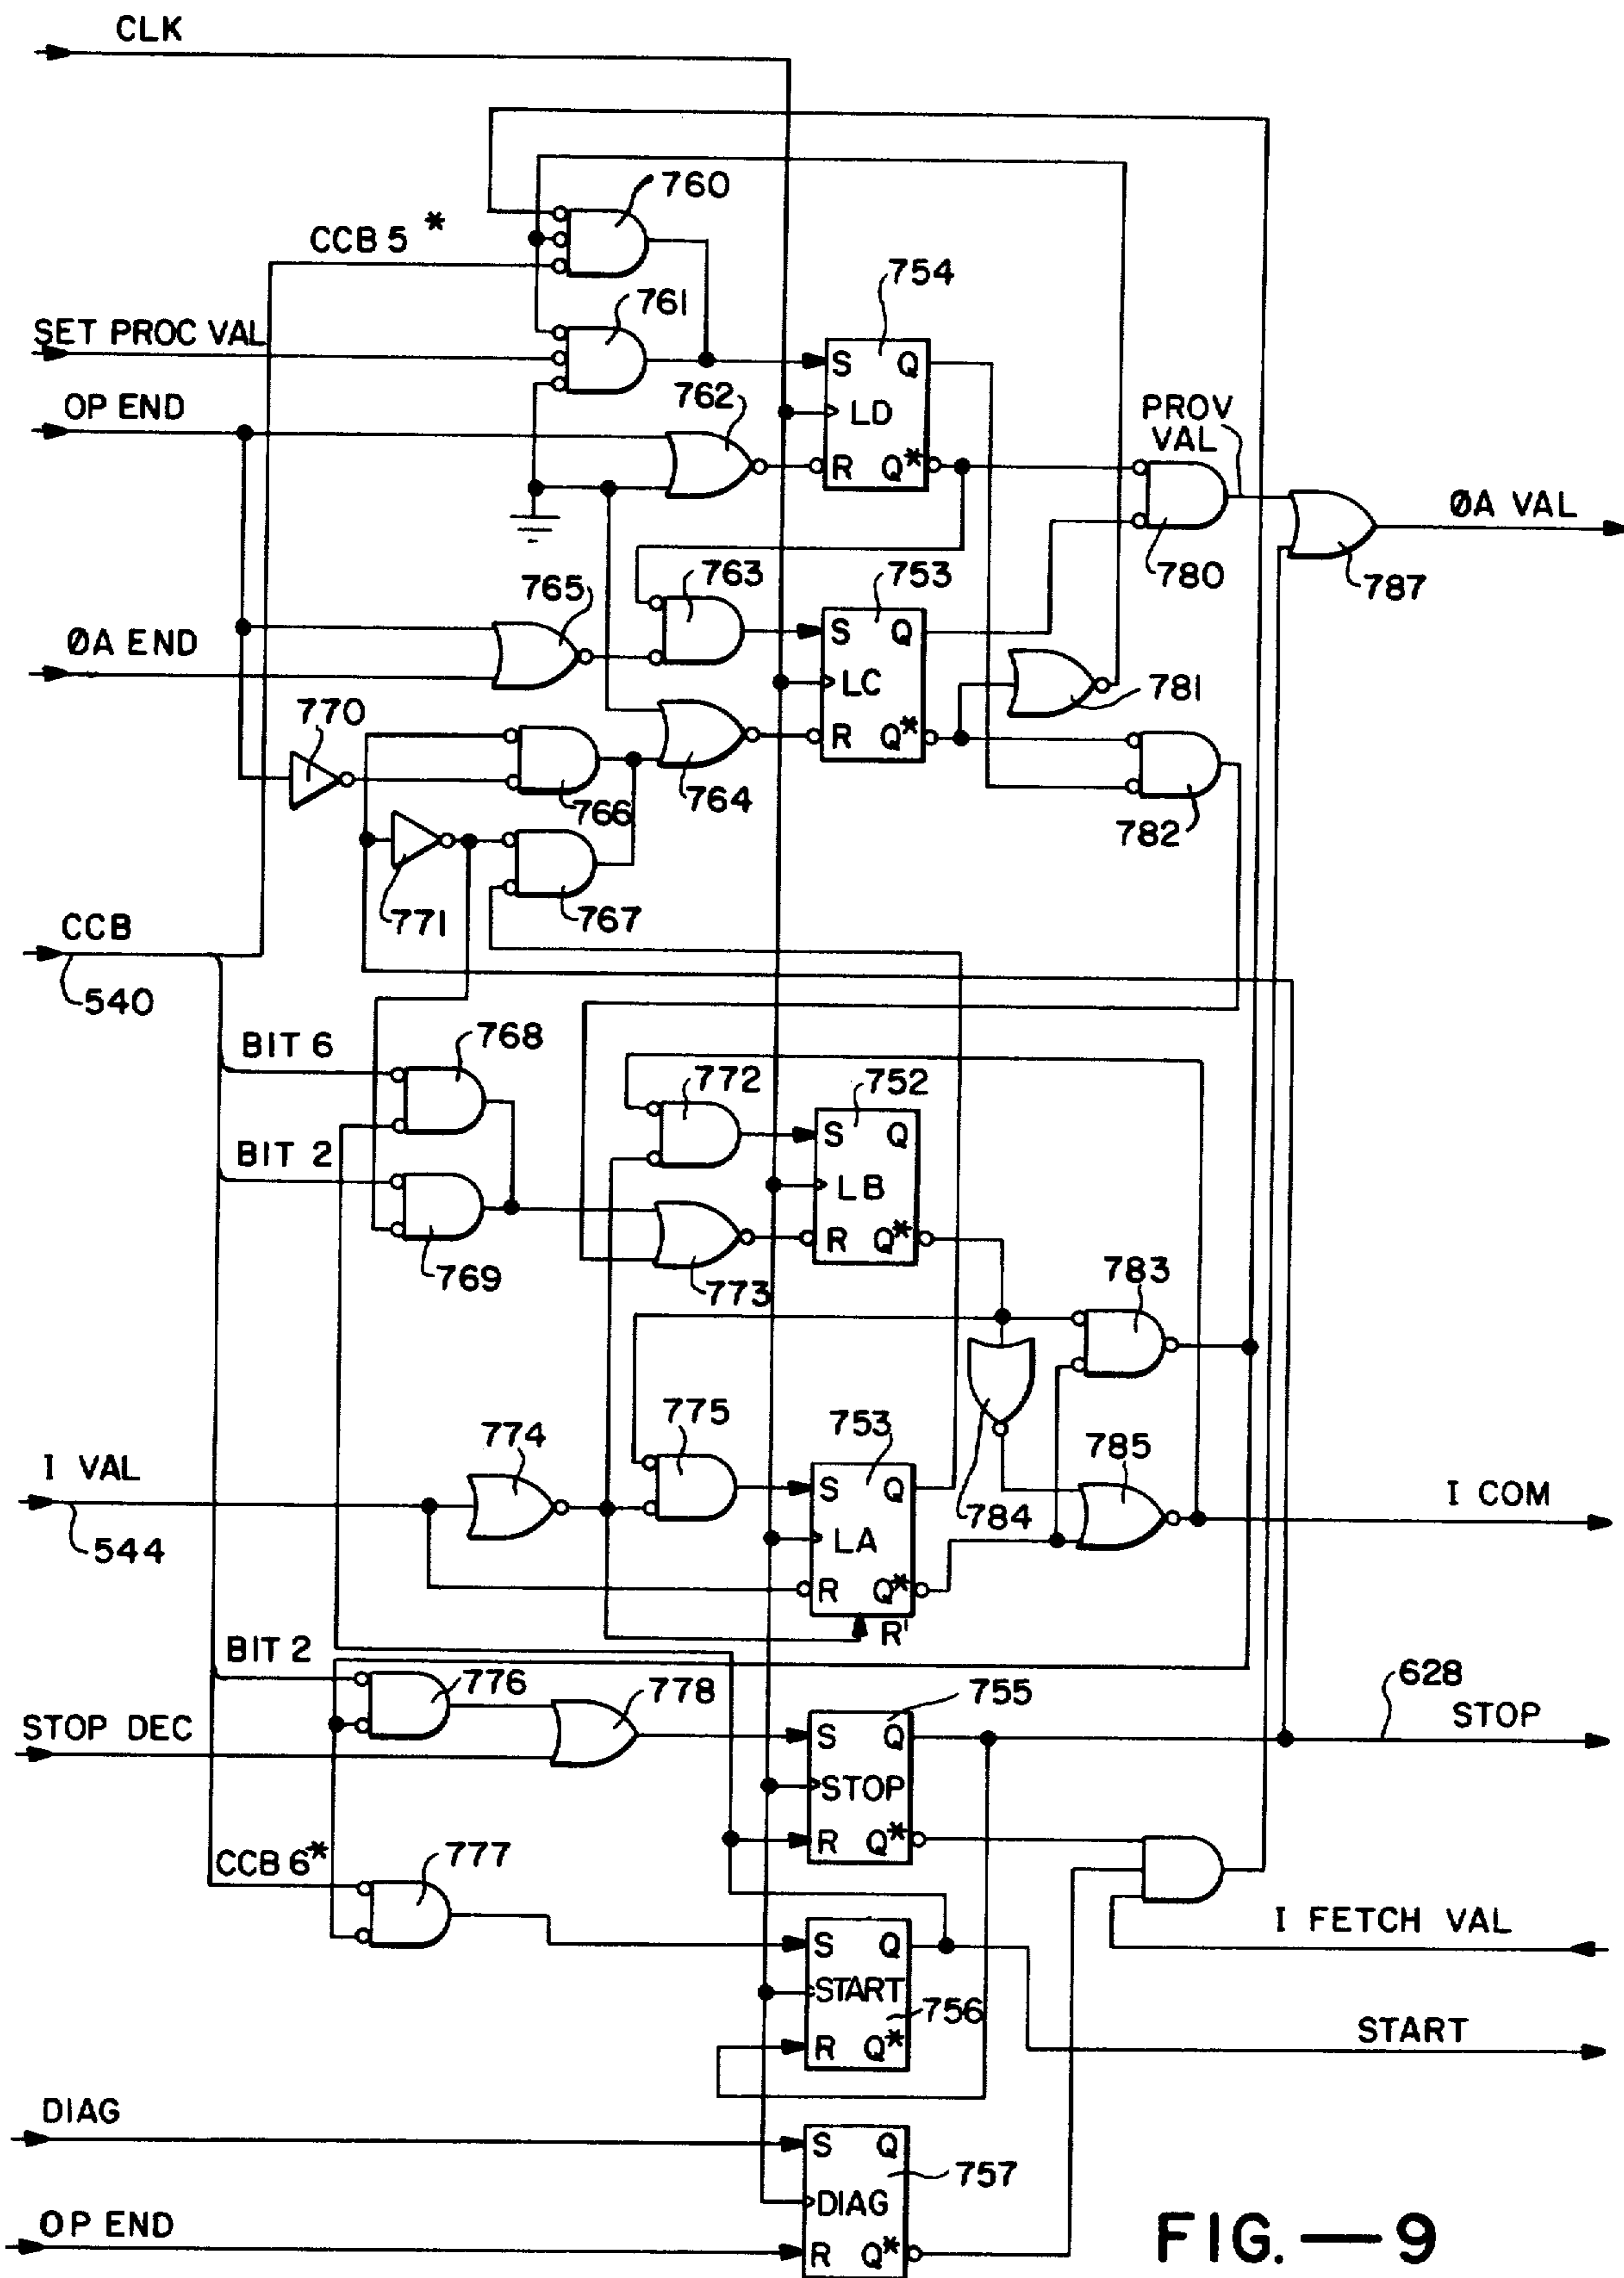 CLK
760
CCB 5 *
754
761
SET PROC VAL
S Q
762
OP END
LD
PROV
VAL
R Q*
ØA VAL
780
787
763
753
765
ØA END
S Q
LC
781
770
R Q*
766
764
782
771
767
CCB
540
BIT 6
768
772
752
S Q
BIT 2
LB
R Q*
769
773
783
775
753
774
785
I VAL
S Q
784
I COM
544
LA
R Q*
R'
BIT 2
776
778
755
628
STOP DEC
S Q
STOP
STOP
R Q*
CCB 6*
777
S Q
I FETCH VAL
START
756
R Q*
START
DIAG
S Q
757
DIAG
OP END
R Q*
FIG.—9